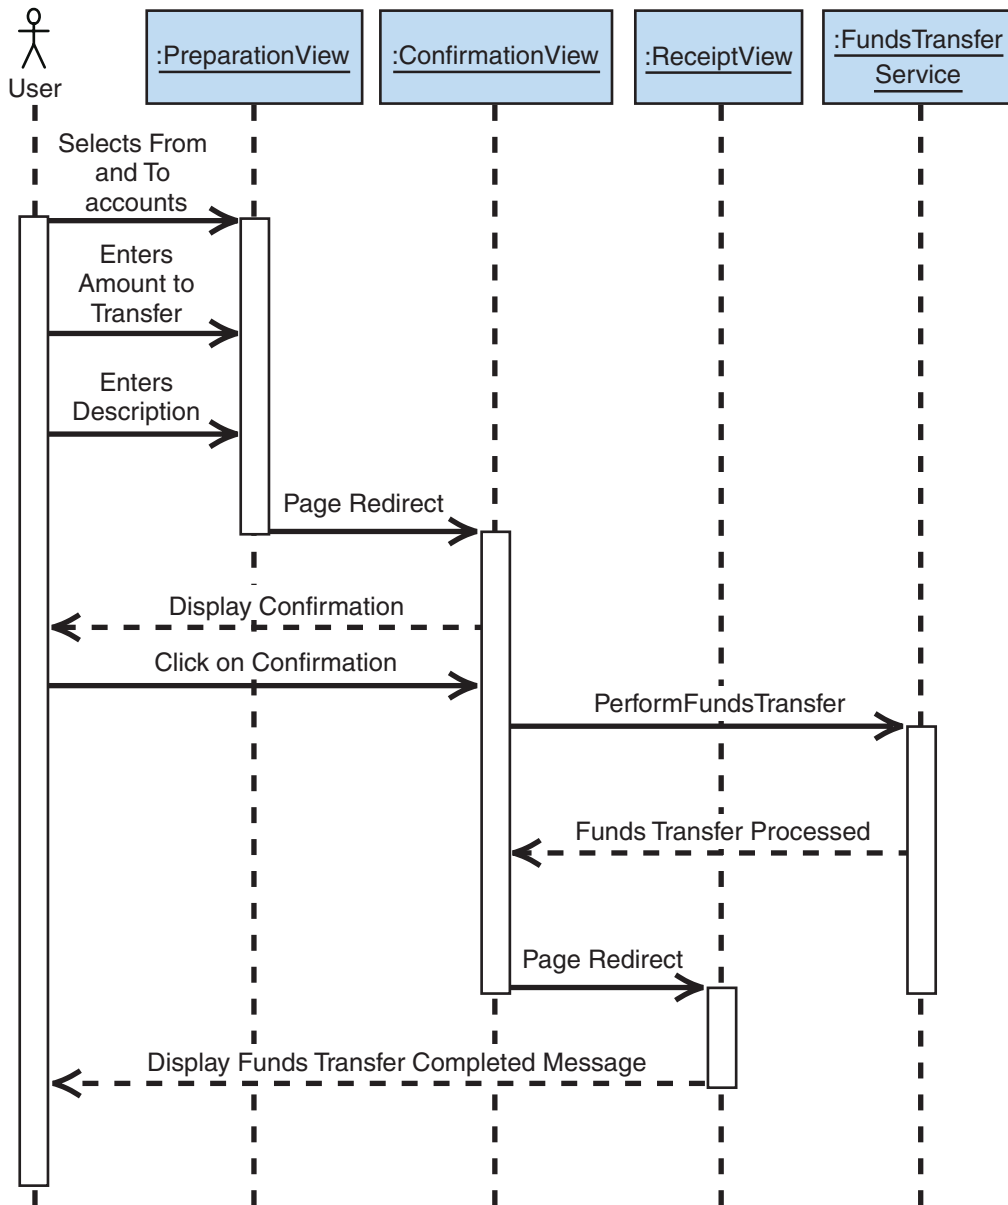 User
:PreparationView
:ConfirmationView
:ReceiptView
:FundsTransfer
Service
Selects From
and To
accounts
Enters
Amount to
Transfer
Enters
Description
Page Redirect
Display Confirmation
Click on Confirmation
PerformFundsTransfer
Funds Transfer Processed
Page Redirect
Display Funds Transfer Completed Message